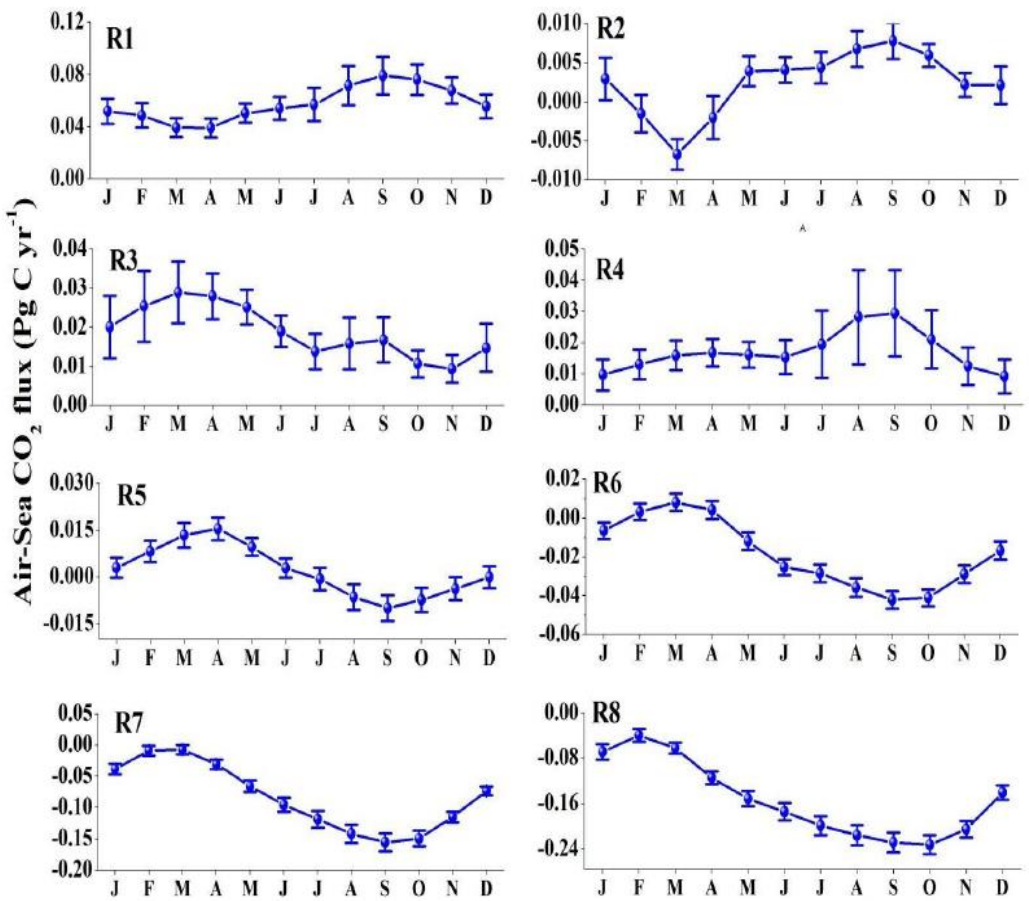 Air-Sea CO₂ flux (Pg C yr⁻¹)
R1
0.12
0.08
0.04
0.00
J F M A M J J A S O N D
R2
0.010
0.005
0.000
-0.005
-0.010
J F M A M J J A S O N D
A
R3
0.04
0.03
0.02
0.01
0.00
J F M A M J J A S O N D
R4
0.05
0.04
0.03
0.02
0.01
0.00
J F M A M J J A S O N D
R5
0.030
0.015
0.000
-0.015
J F M A M J J A S O N D
R6
0.02
0.00
-0.02
-0.04
-0.06
J F M A M J J A S O N D
R7
0.05
0.00
-0.05
-0.10
-0.15
-0.20
J F M A M J J A S O N D
R8
0.00
-0.08
-0.16
-0.24
J F M A M J J A S O N D